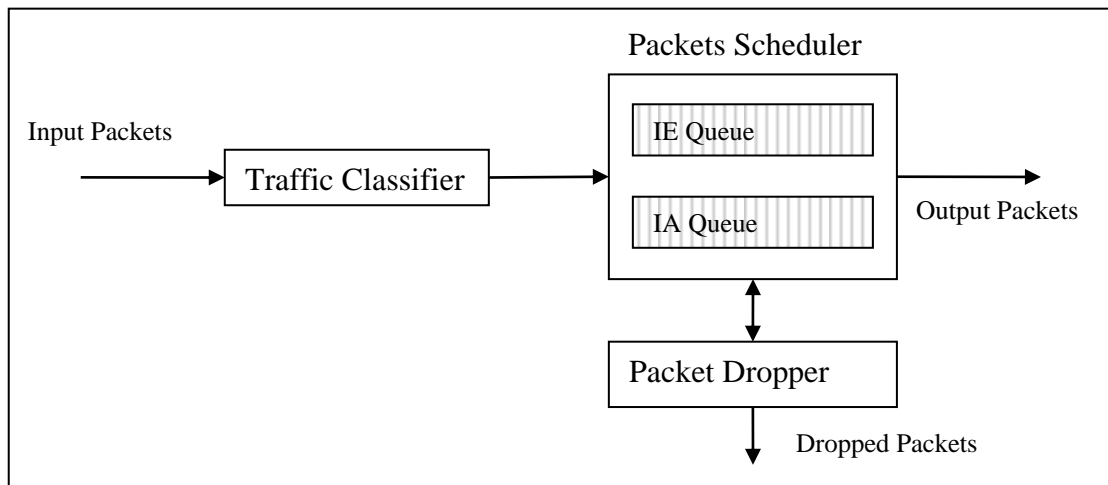 Packets Scheduler
Input Packets
IE Queue
Traffic Classifier
IA Queue
Output Packets
Packet Dropper
Dropped Packets